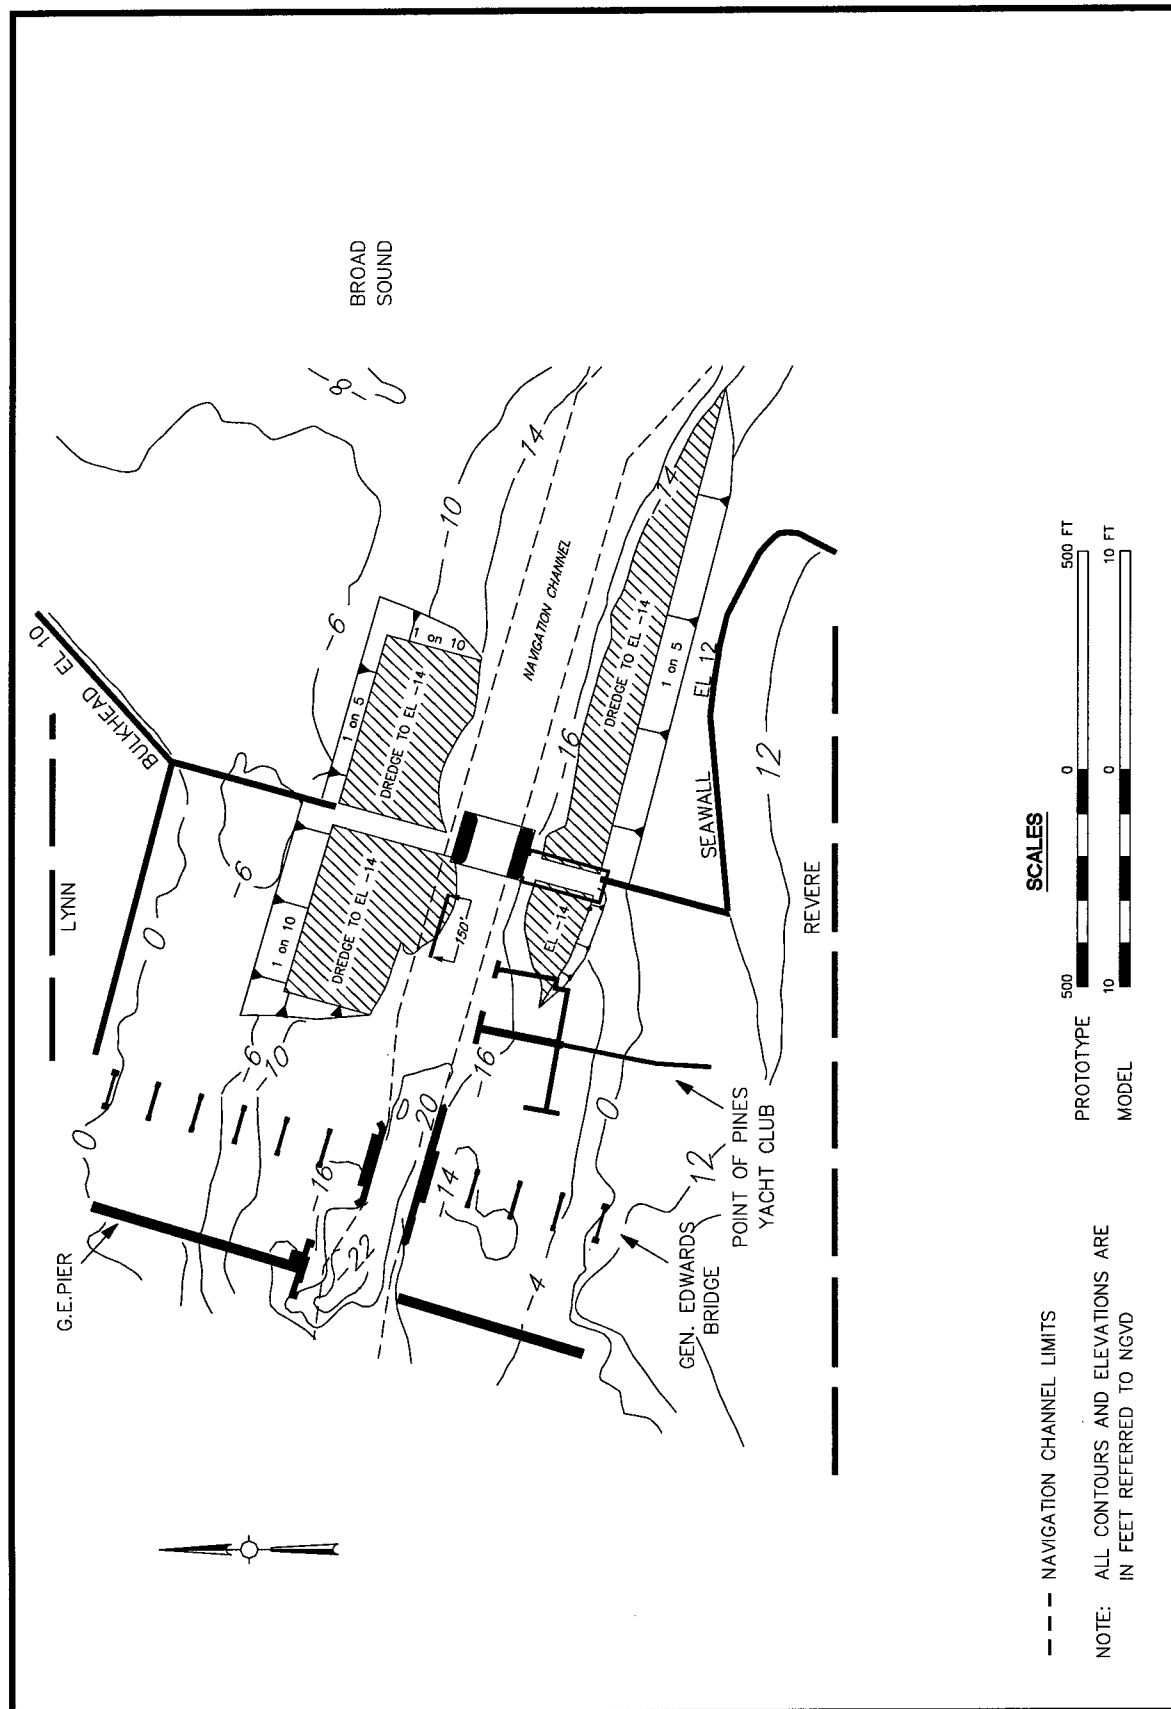 LYNN
BULKHEAD EL 10
BROAD
SOUND
8
0
6
6
1 on 10
1 on 5
1 on 10
DREDGE TO EL -14
DREDGE TO EL -14
10
14
NAVIGATION CHANNEL
150'
G.E. PIER
0
6
10
16
22
0
20
14
16
16
14
EL -14
DREDGE TO EL -14
1 on 5
EL 12
SEAWALL
12
0
4
12
GEN. EDWARDS
BRIDGE
POINT OF PINES
YACHT CLUB
REVERE
SCALES
PROTOTYPE 500 0 500 FT
MODEL 10 0 10 FT
NAVIGATION CHANNEL LIMITS
NOTE: ALL CONTOURS AND ELEVATIONS ARE
IN FEET REFERRED TO NGVD